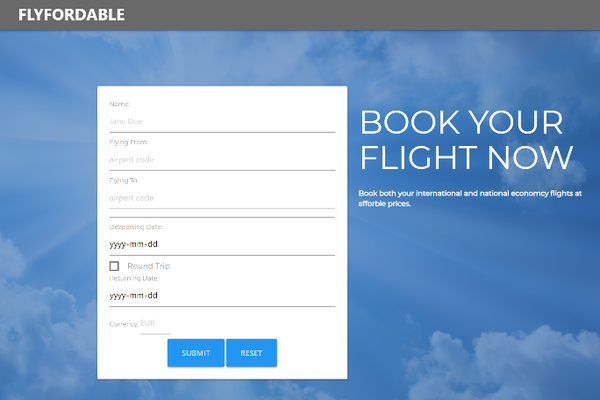 FLYFORDABLE
Name:
Jane Doe
Flying From:
airport code
Flying To:
airport code
Departing Date:
yyyy-mm-dd
Round Trip
Returning Date:
yyyy-mm-dd
Currency: EUR
SUBMIT RESET
BOOK YOUR
FLIGHT NOW
Book both your international and national economcy flights at
afforble prices.